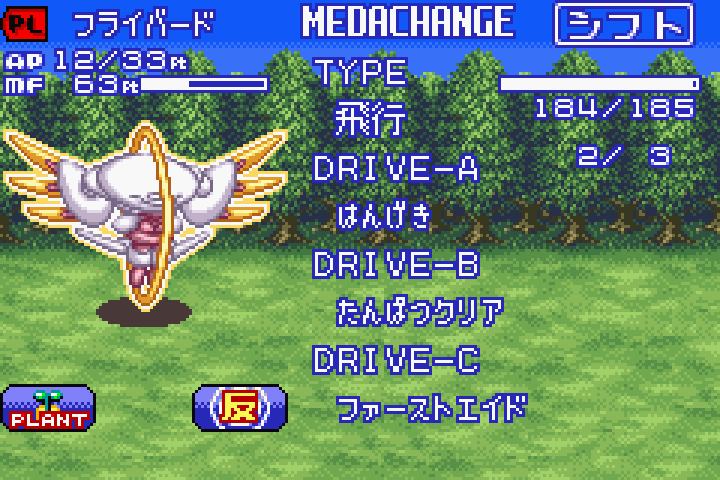 PL フライバード MEDACHANGE シフト
AP 12/33pt
MF 63pt
TYPE
184/185
飛行
2/ 3
DRIVE-A
はんげき
DRIVE-B
たんぱつクリア
DRIVE-C
ファーストエイド
PLANT 反